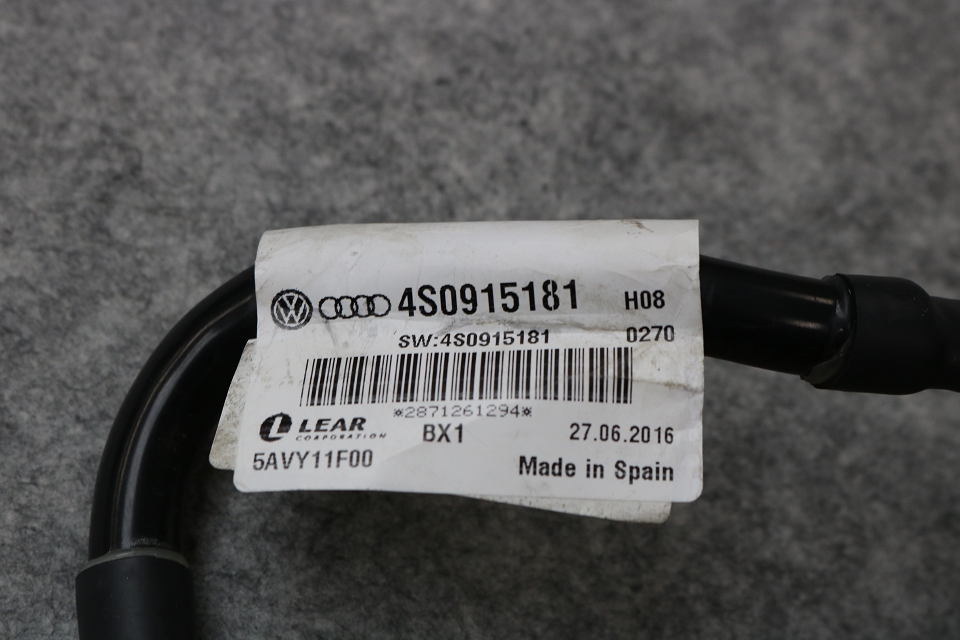 4S0915181 H08
SW:4S0915181 0270
*2871261294*
LEAR
CORPORATION
BX1 27.06.2016
5AVY11F00 Made in Spain